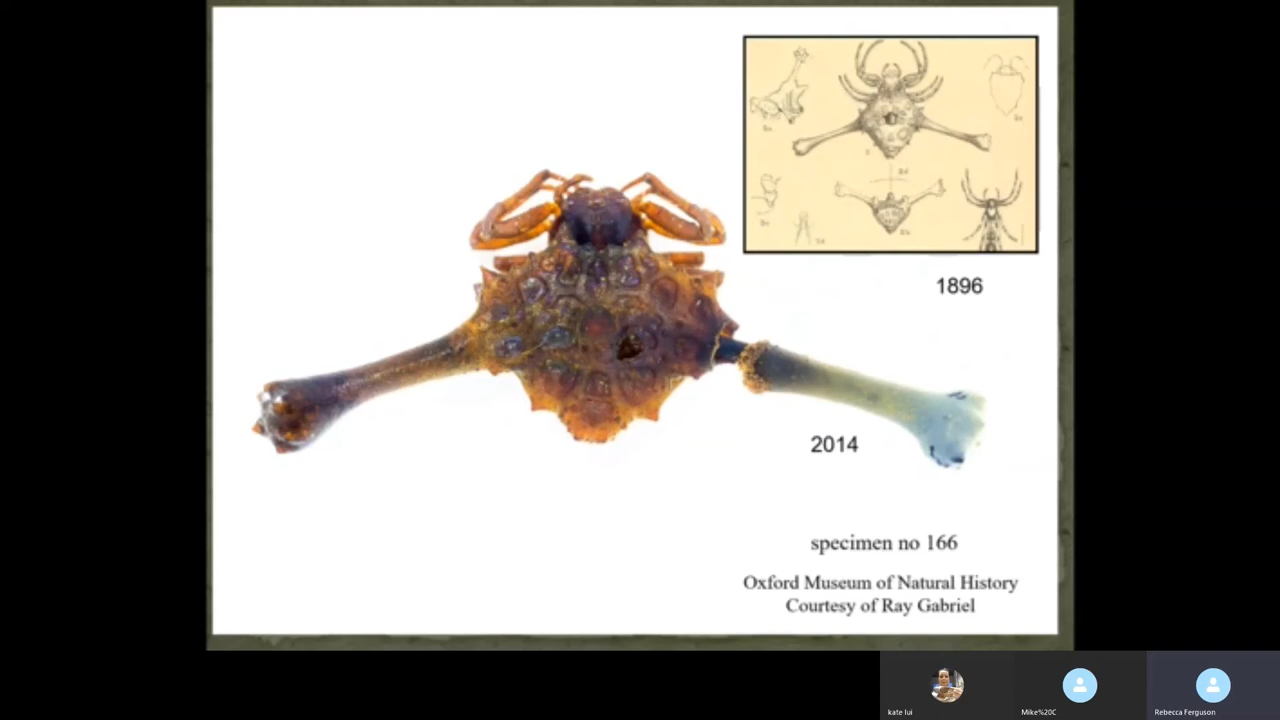 1896
2014
specimen no 166
Oxford Museum of Natural History
Courtesy of Ray Gabriel
kate lui
Mike%20C
Rebecca Ferguson